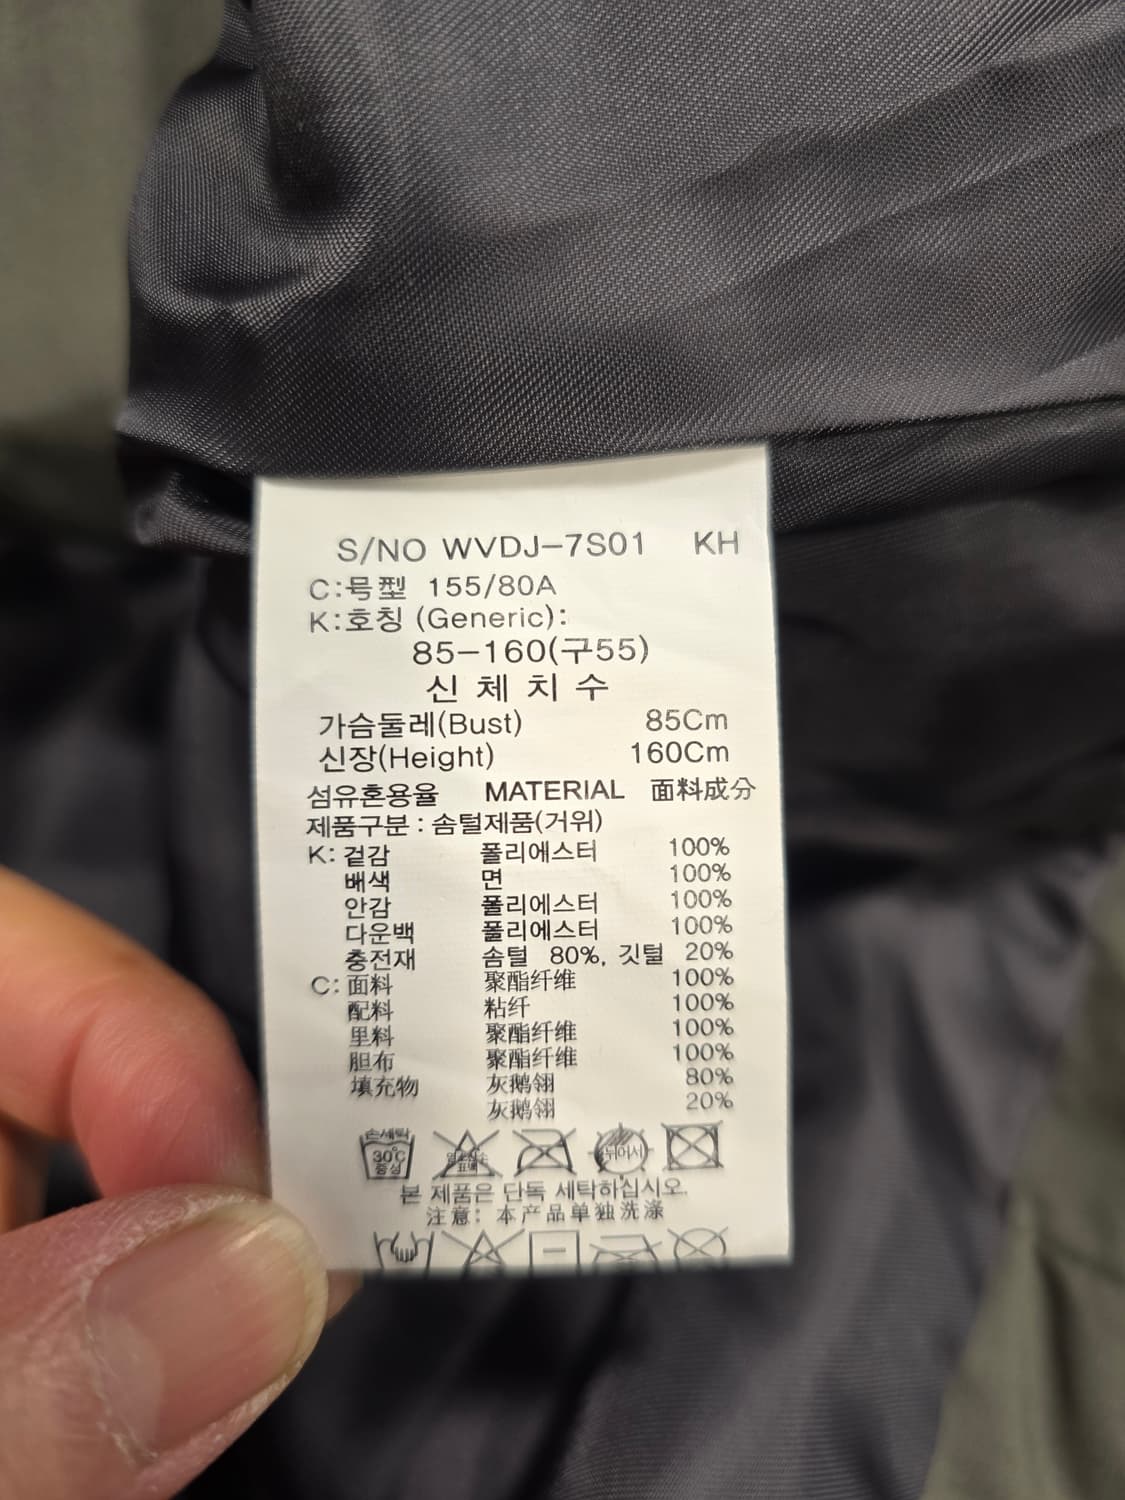 S/NO WVDJ-7S01 KH
C:号型 155/80A
K:호칭 (Generic):
85-160(구55)
신 체 치 수
가슴둘레(Bust) 85Cm
신장(Height) 160Cm
섬유혼용율 MATERIAL 面料成分
제품구분 : 솜털제품(거위)
K: 겉감 폴리에스터 100%
배색 면 100%
안감 폴리에스터 100%
다운백 폴리에스터 100%
충전재 솜털 80%, 깃털 20%
C: 面料 聚酯纤维 100%
配料 粘纤 100%
里料 聚酯纤维 100%
胆布 聚酯纤维 100%
填充物 灰鹅翎 80%
灰鹅翎 20%
손세탁
30℃
중성
뉘어서
본 제품은 단독 세탁하십시오.
注意: 本产品单独洗涤